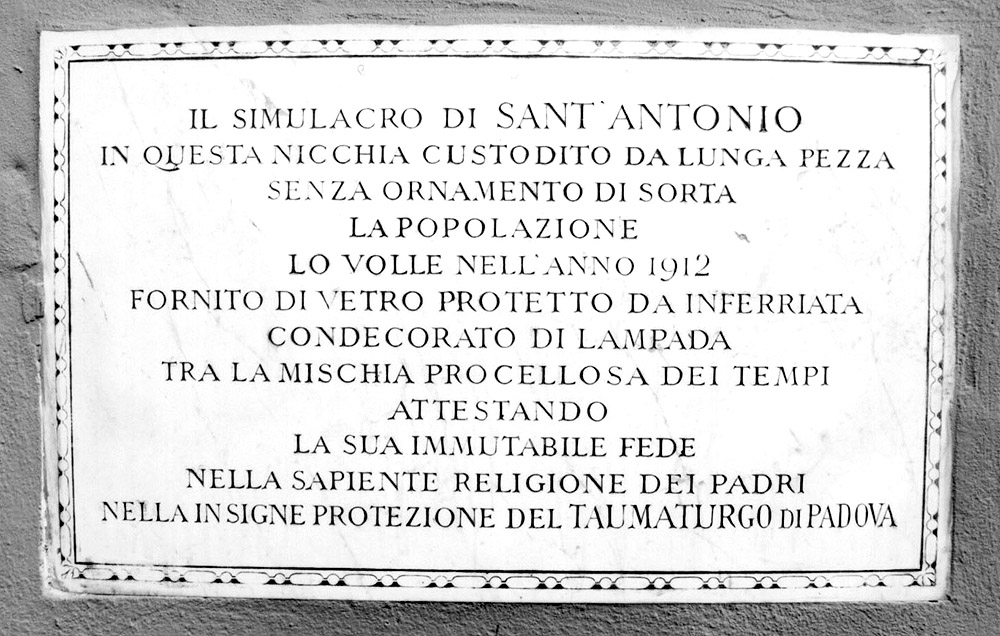 IL SIMULACRO DI SANT'ANTONIO
IN QUESTA NICCHIA CUSTODITO DA LUNGA PEZZA
SENZA ORNAMENTO DI SORTA
LA POPOLAZIONE
LO VOLLE NELL'ANNO 1912
FORNITO DI VETRO PROTETTO DA INFERRIATA
CONDECORATO DI LAMPADA
TRA LA MISCHIA PROCELLOSA DEI TEMPI
ATTESTANDO
LA SUA IMMUTABILE FEDE
NELLA SAPIENTE RELIGIONE DEI PADRI
NELLA INSIGNE PROTEZIONE DEL TAUMATURGO DI PADOVA